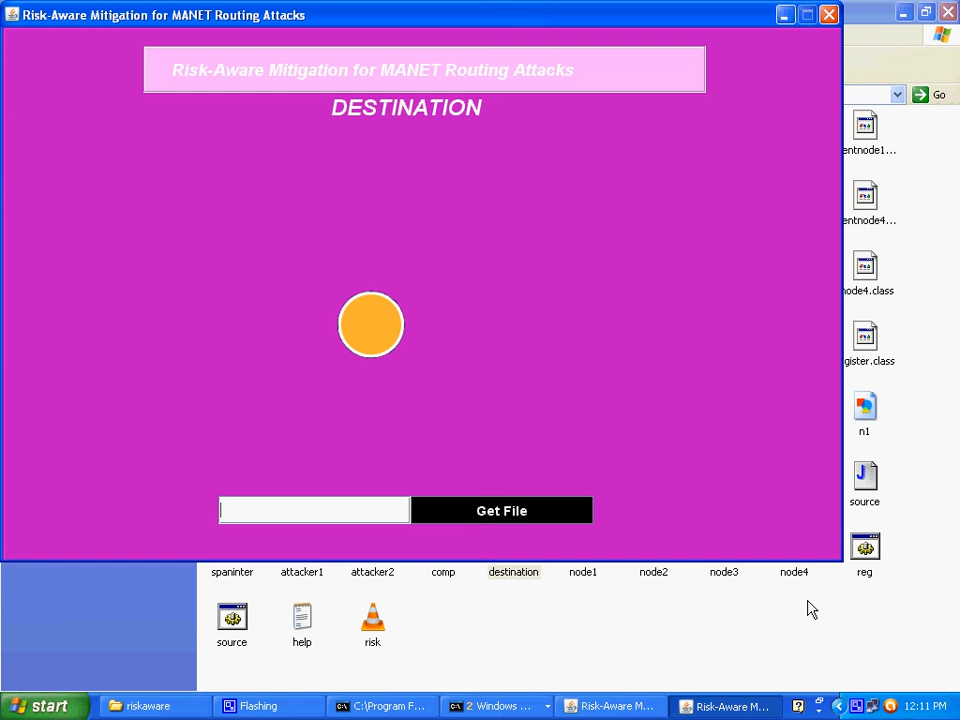 Risk-Aware Mitigation for MANET Routing Attacks
Risk-Aware Mitigation for MANET Routing Attacks
DESTINATION
Get File
Go
entnode1...
entnode4...
node4.class
gister.class
n1
source
reg
spaninter
attacker1
attacker2
comp
destination
node1
node2
node3
node4
source
help
risk
start
riskaware
Flashing
C:\Program F...
2 Windows ...
Risk-Aware M...
Risk-Aware M...
12:11 PM